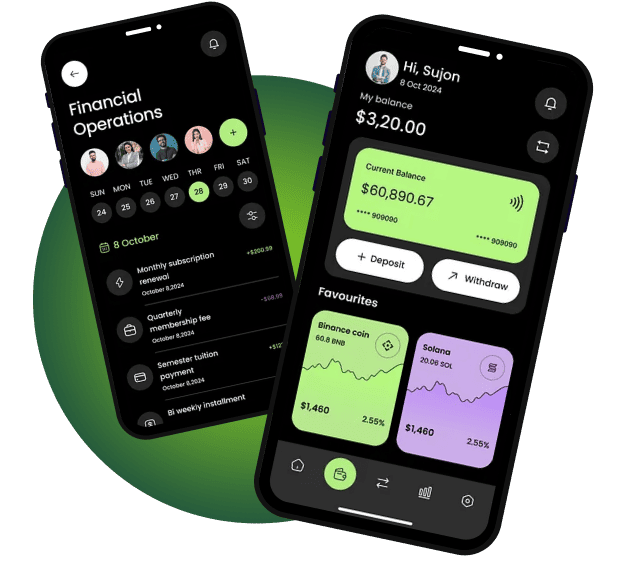 Financial
Operations
SUN MON TUE WED THR FRI SAT
24 25 26 27 28 29 30
8 October
Monthly subscription
renewal
October 8,2024
+$200.99
Quarterly
membership fee
October 8,2024
Semester tuition
payment
October 8,2024
Bi weekly installment
Hi, Sujon
8 Oct 2024
My balance
$3,20.00
Current Balance
$60,890.67
**** 909090
**** 909090
+ Deposit
Withdraw
Favourites
Binance coin
60.8 BNB
$1,460
2.55%
Solana
20.06 SOL
$1,460
2.55%